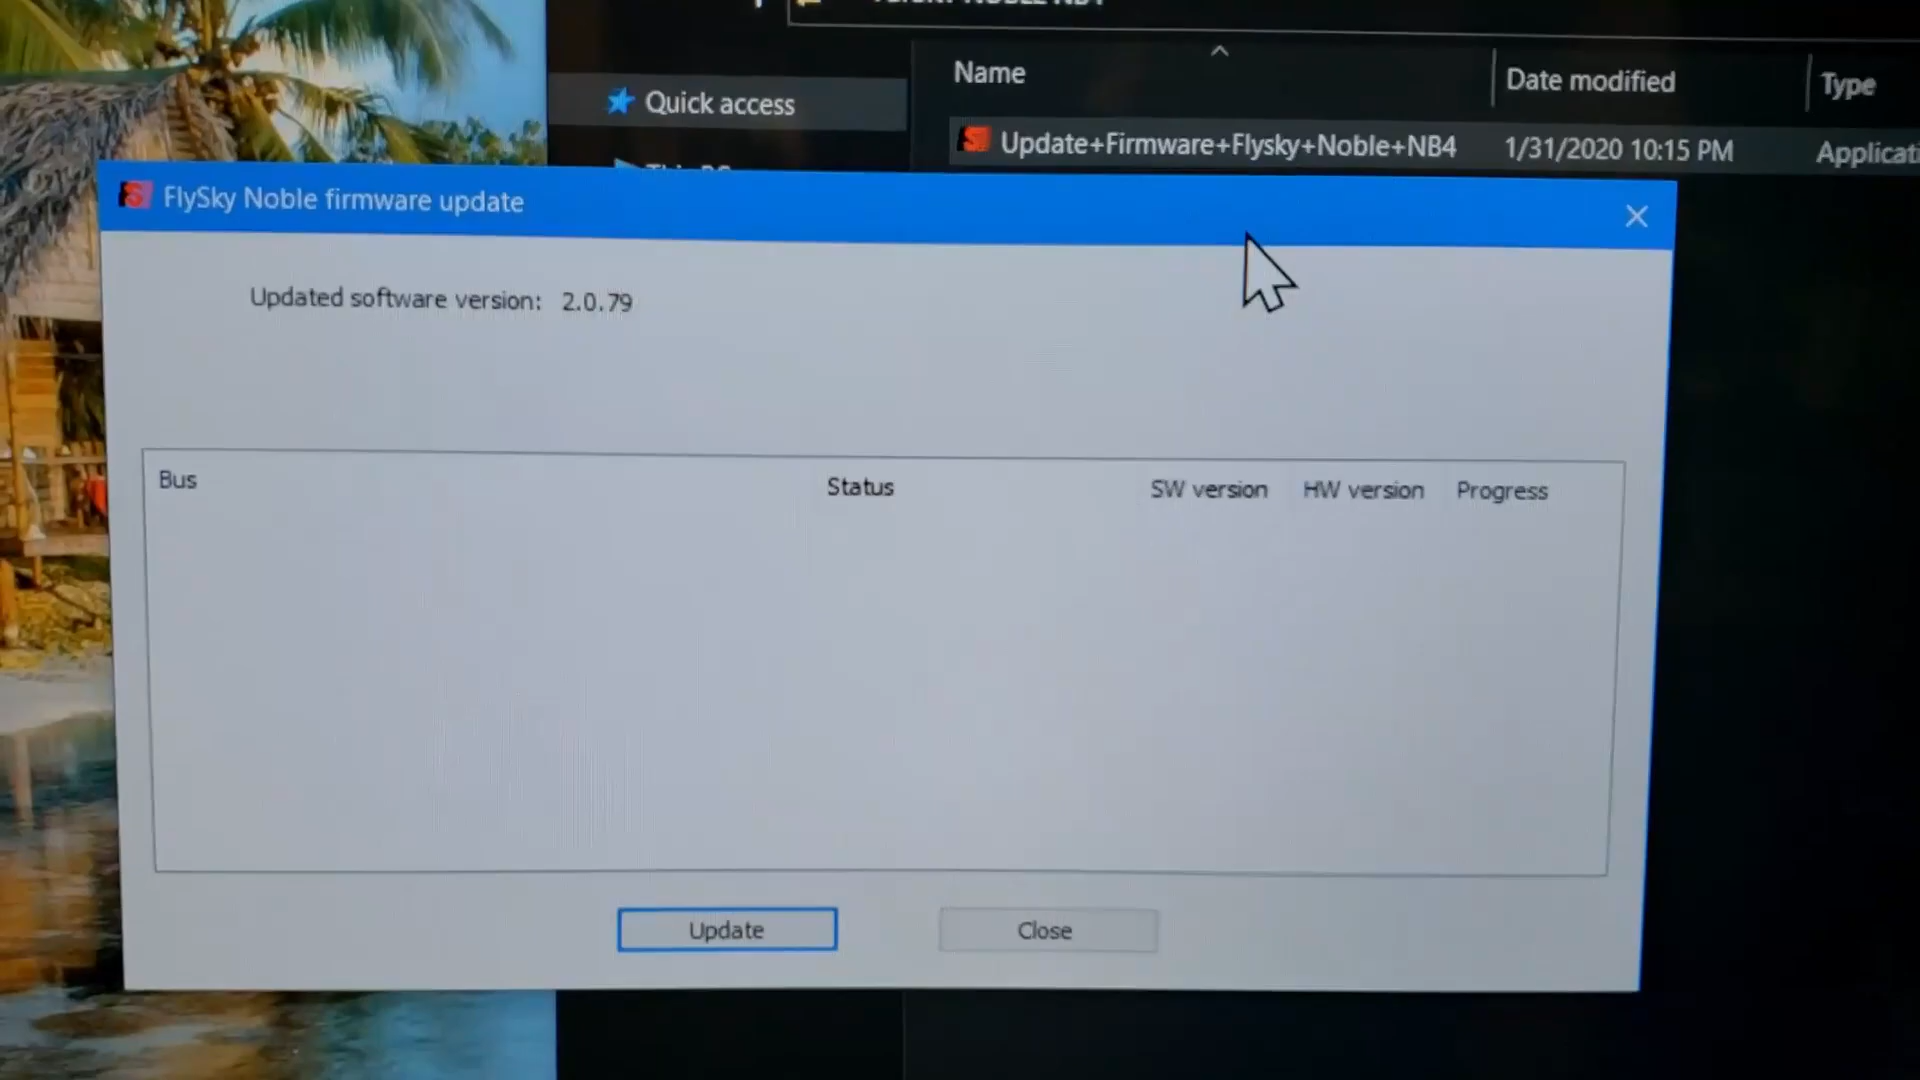 Name
Date modified
Type
Quick access
Update+Firmware+Flysky+Noble+NB4
1/31/2020 10:15 PM
Applicati
FlySky Noble firmware update
Updated software version: 2.0.79
Bus
Status
SW version
HW version
Progress
Update
Close